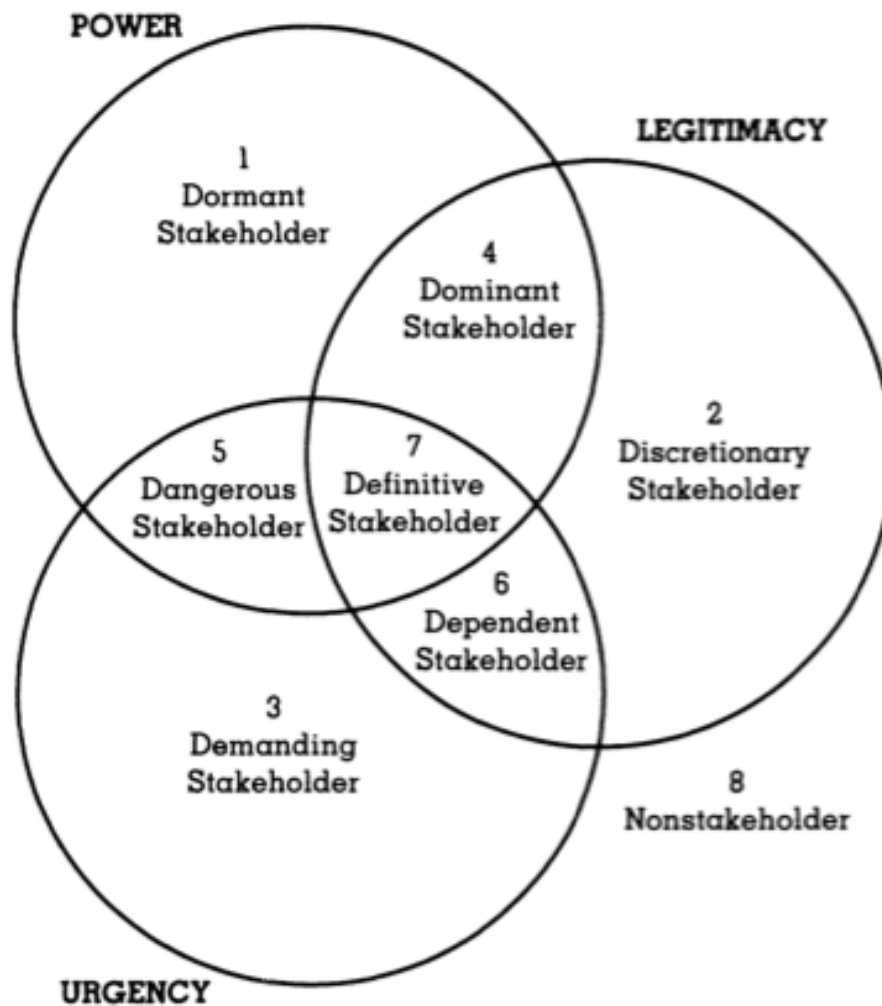 POWER
LEGITIMACY
1
Dormant
Stakeholder
4
Dominant
Stakeholder
2
Discretionary
Stakeholder
5
Dangerous
Stakeholder
7
Definitive
Stakeholder
6
Dependent
Stakeholder
3
Demanding
Stakeholder
8
Nonstakeholder
URGENCY